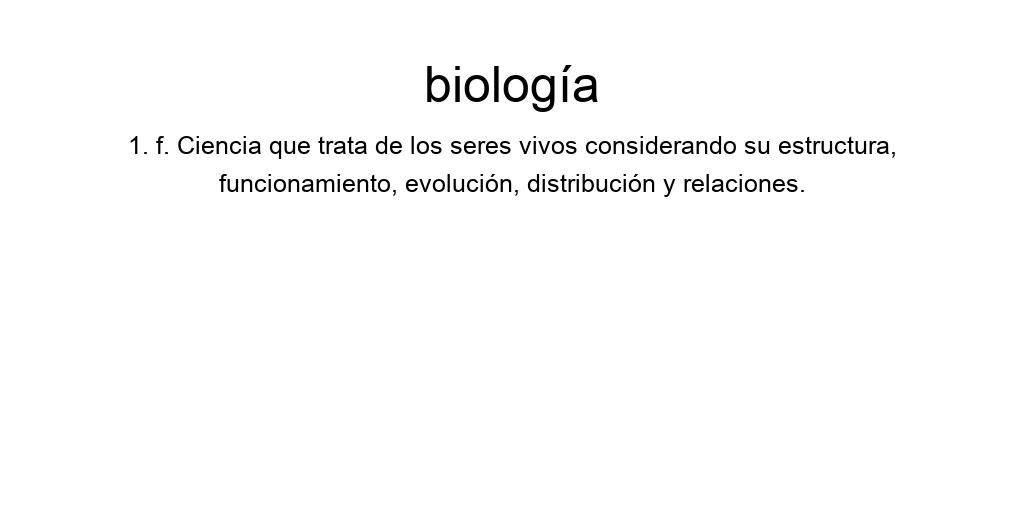 biología
1. f. Ciencia que trata de los seres vivos considerando su estructura,
funcionamiento, evolución, distribución y relaciones.